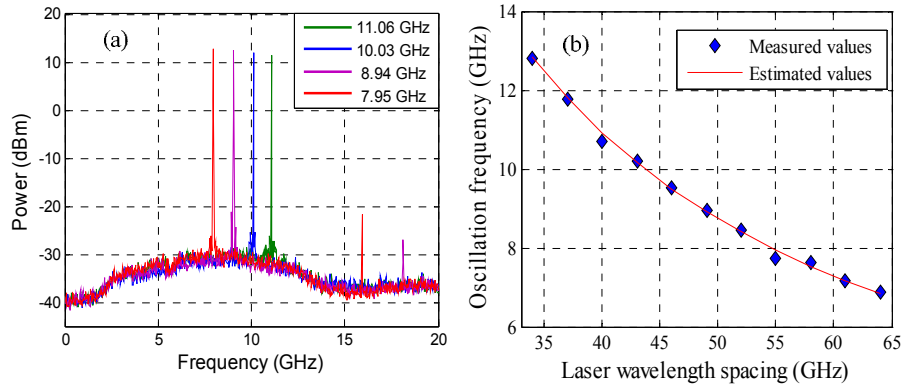 (a)
11.06 GHz
10.03 GHz
8.94 GHz
7.95 GHz
20
10
0
-10
-20
-30
-40
Power (dBm)
0
5
10
15
20
Frequency (GHz)
(b)
Measured values
Estimated values
14
12
10
8
6
Oscillation frequency (GHz)
35
40
45
50
55
60
65
Laser wavelength spacing (GHz)